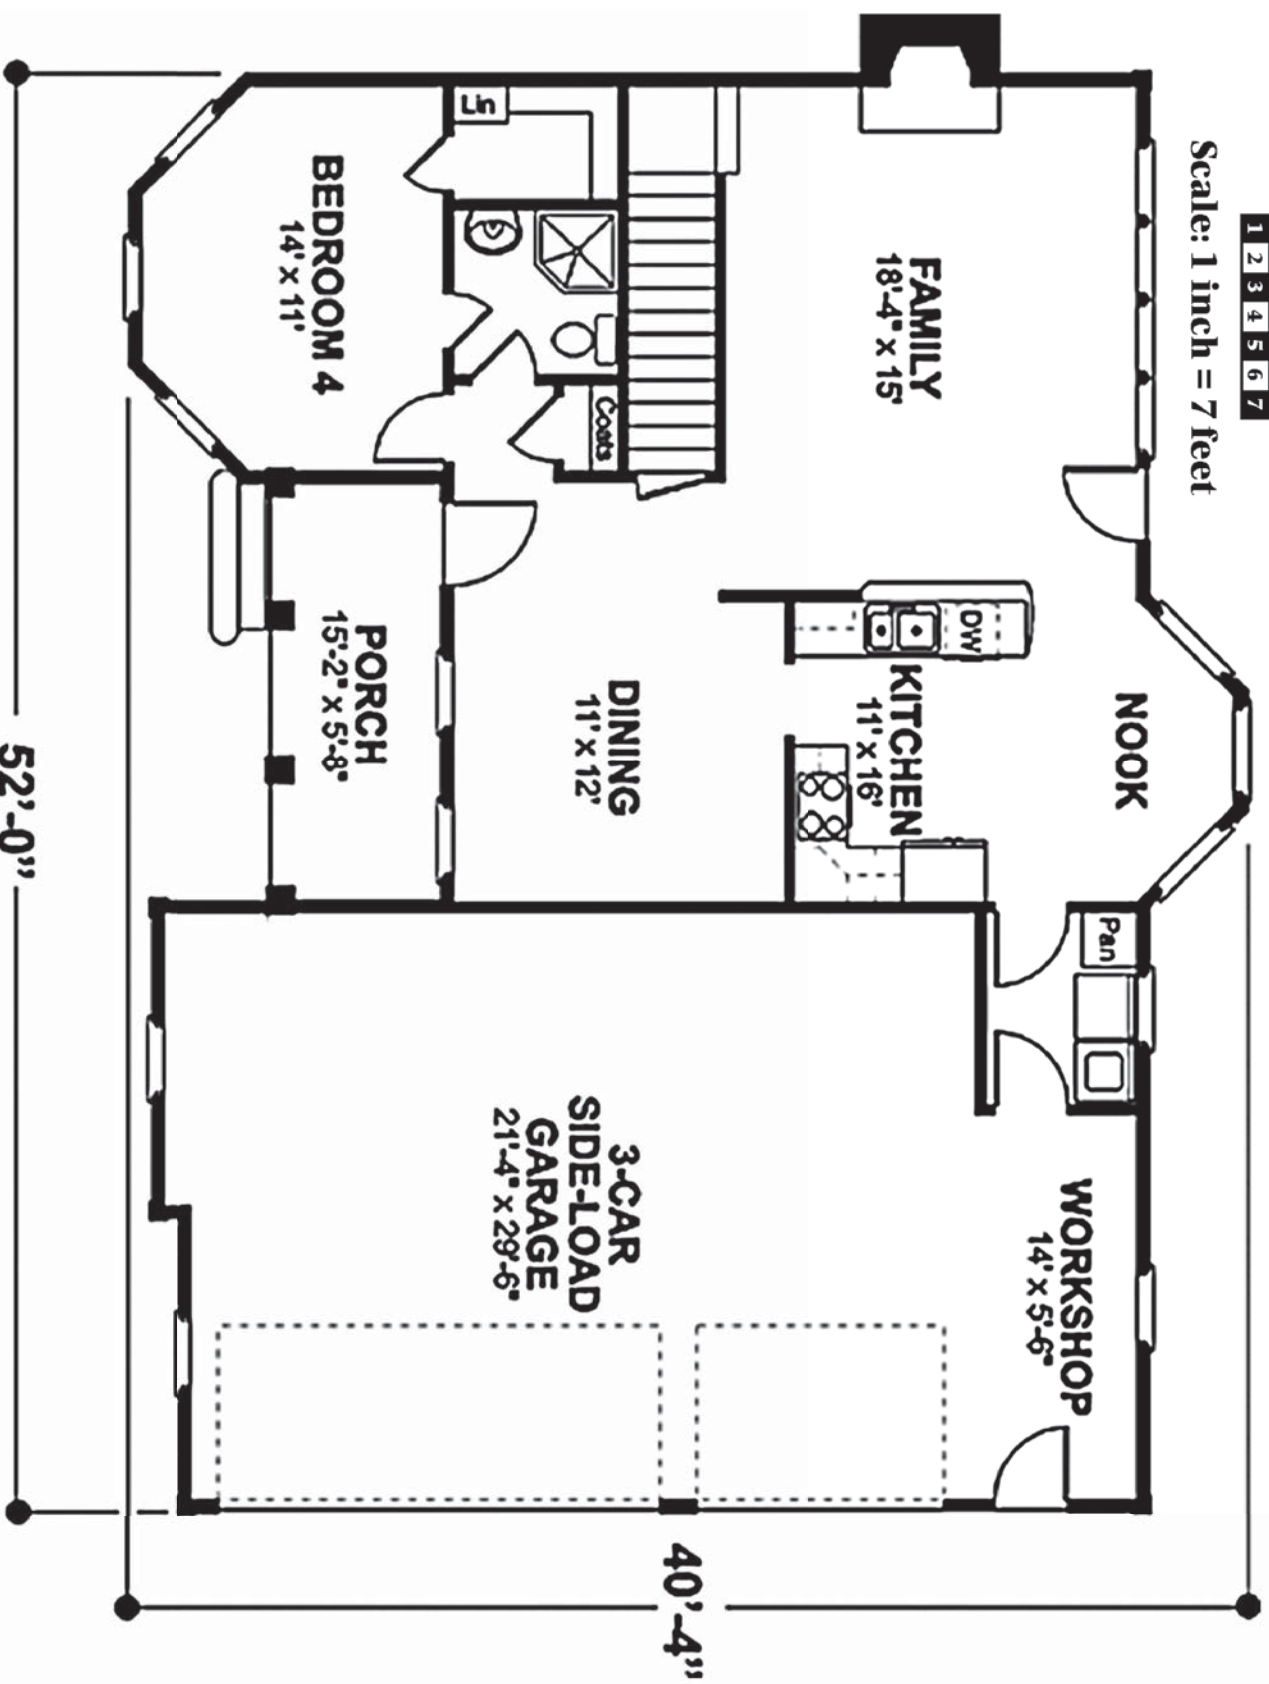 1 2 3 4 5 6 7
Scale: 1 inch = 7 feet
NOOK
FAMILY
18'-4" x 15'
DW
KITCHEN
11' x 16'
Pan
WORKSHOP
14' x 5'-6"
DINING
11' x 12'
3-CAR
SIDE-LOAD
GARAGE
21'-4" x 29'-6"
Lin
Coats
BEDROOM 4
14' x 11'
PORCH
15'-2" x 5'-8"
40'-4"
52'-0"